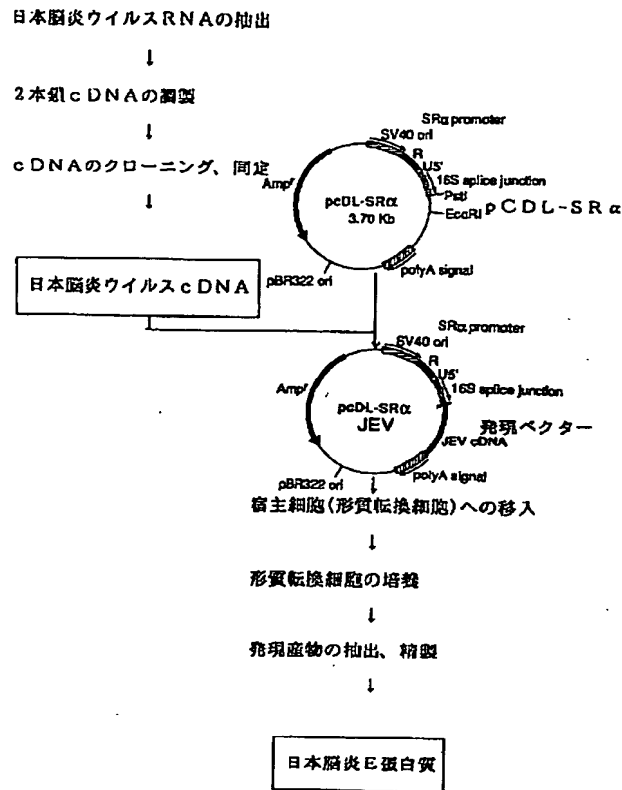 日本脳炎ウイルスRNAの抽出
↓
2本鎖cDNAの調製
↓
cDNAのクローニング、同定
↓
日本脳炎ウイルスcDNA
SRα promoter
SV40 ori
R
U5'
16S splice junction
PstI
EcoRI
pCDL-SRα
Ampʳ
pcDL-SRα
3.70 Kb
pBR322 ori
polyA signal
SRα promoter
SV40 ori
R
U5'
16S splice junction
Ampʳ
pcDL-SRα
JEV
発現ベクター
JEV cDNA
pBR322 ori
polyA signal
↓
宿主細胞(形質転換細胞)への移入
↓
形質転換細胞の培養
↓
発現産物の抽出、精製
↓
日本脳炎E蛋白質